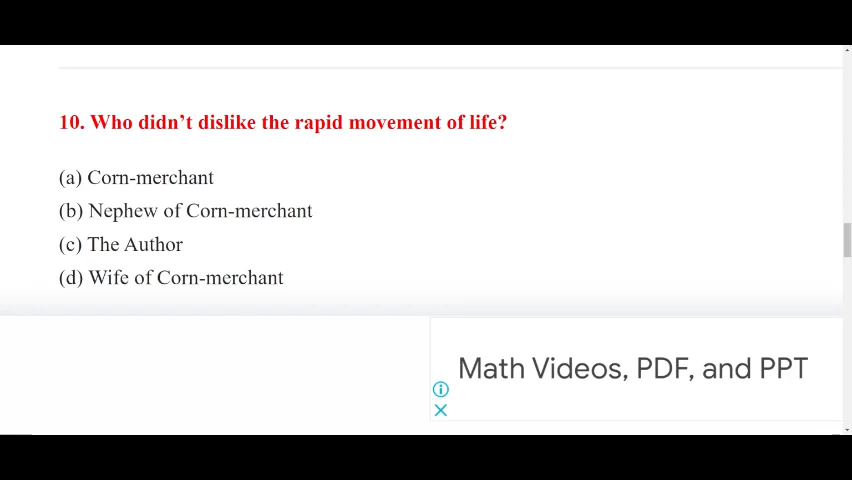 10. Who didn’t dislike the rapid movement of life?
(a) Corn-merchant
(b) Nephew of Corn-merchant
(c) The Author
(d) Wife of Corn-merchant
Math Videos, PDF, and PPT